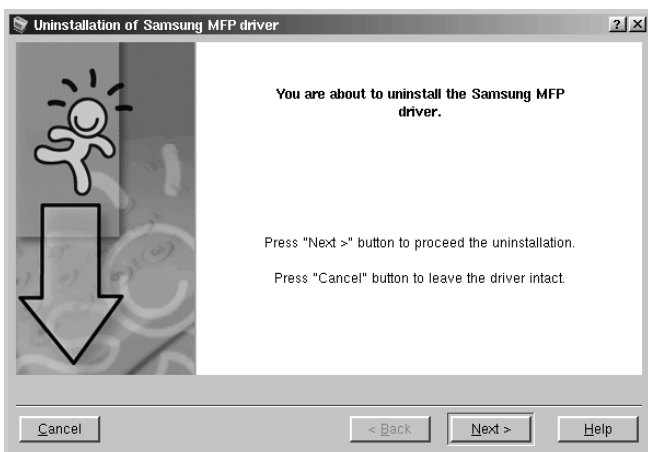 Uninstallation of Samsung MFP driver
You are about to uninstall the Samsung MFP
driver.
Press "Next >" button to proceed the uninstallation.
Press "Cancel" button to leave the driver intact.
Cancel
< Back
Next >
Help